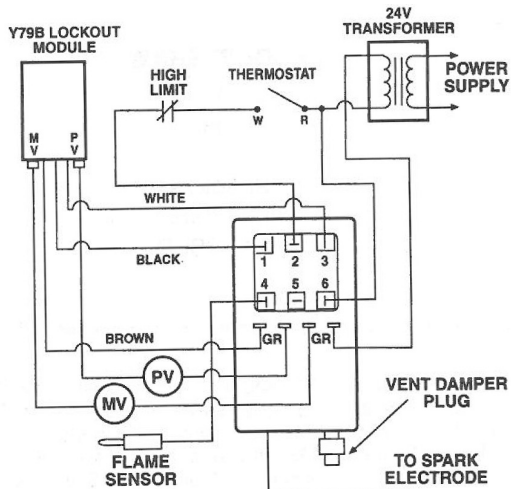 24V
TRANSFORMER
Y79B LOCKOUT
MODULE
HIGH
LIMIT
THERMOSTAT
POWER
SUPPLY
W
R
M
V
P
V
WHITE
BLACK
1
2
3
4
5
6
BROWN
GR
GR
PV
MV
VENT DAMPER
PLUG
FLAME
SENSOR
TO SPARK
ELECTRODE